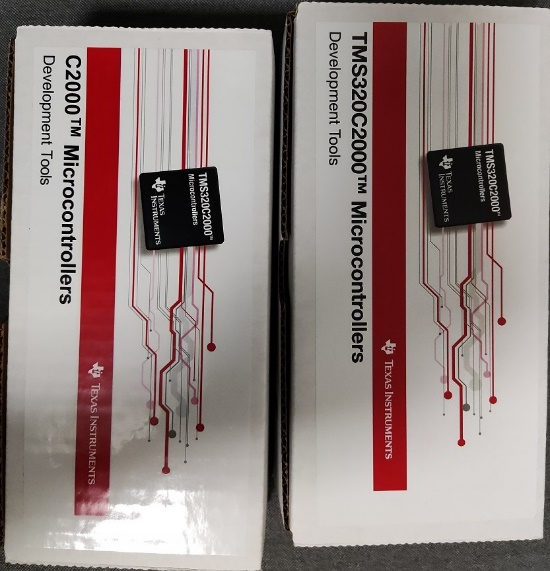 C2000™ Microcontrollers
Development Tools
TEXAS INSTRUMENTS
TMS320C2000™
Microcontrollers
TEXAS
INSTRUMENTS
TMS320C2000™ Microcontrollers
Development Tools
TEXAS INSTRUMENTS
TMS320C2000™
Microcontrollers
TEXAS
INSTRUMENTS